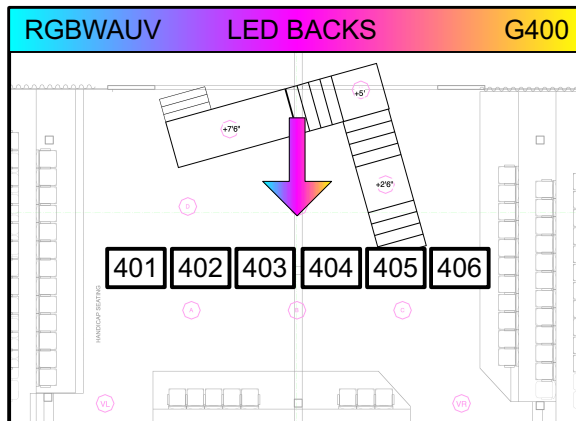 RGBWAUV LED BACKS G400
+5'
+7'6"
+2'6"
D
401 402 403 404 405 406
HANDICAP SEATING
A B C
VL VR